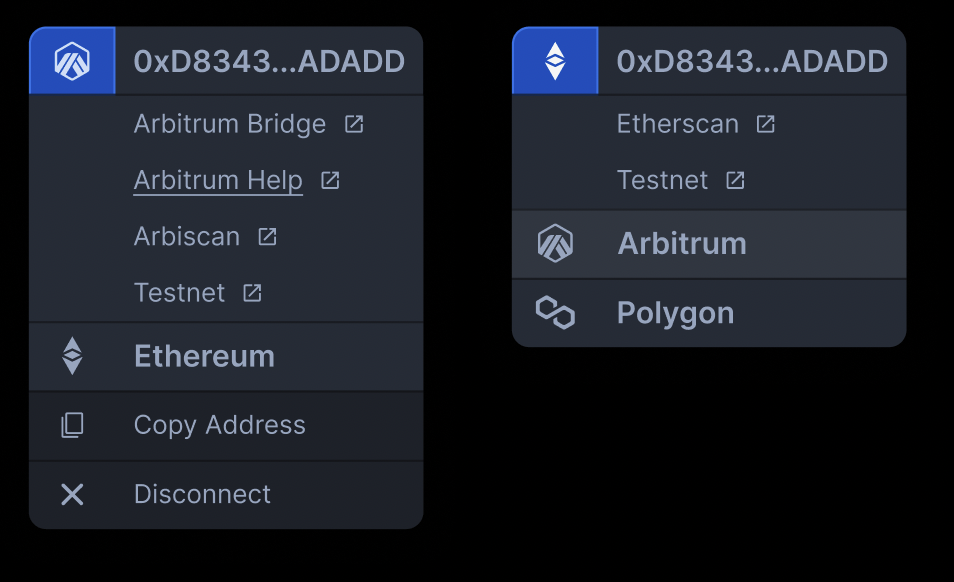 0xD8343...ADADD
Arbitrum Bridge
Arbitrum Help
Arbiscan
Testnet
Ethereum
Copy Address
Disconnect
0xD8343...ADADD
Etherscan
Testnet
Arbitrum
Polygon